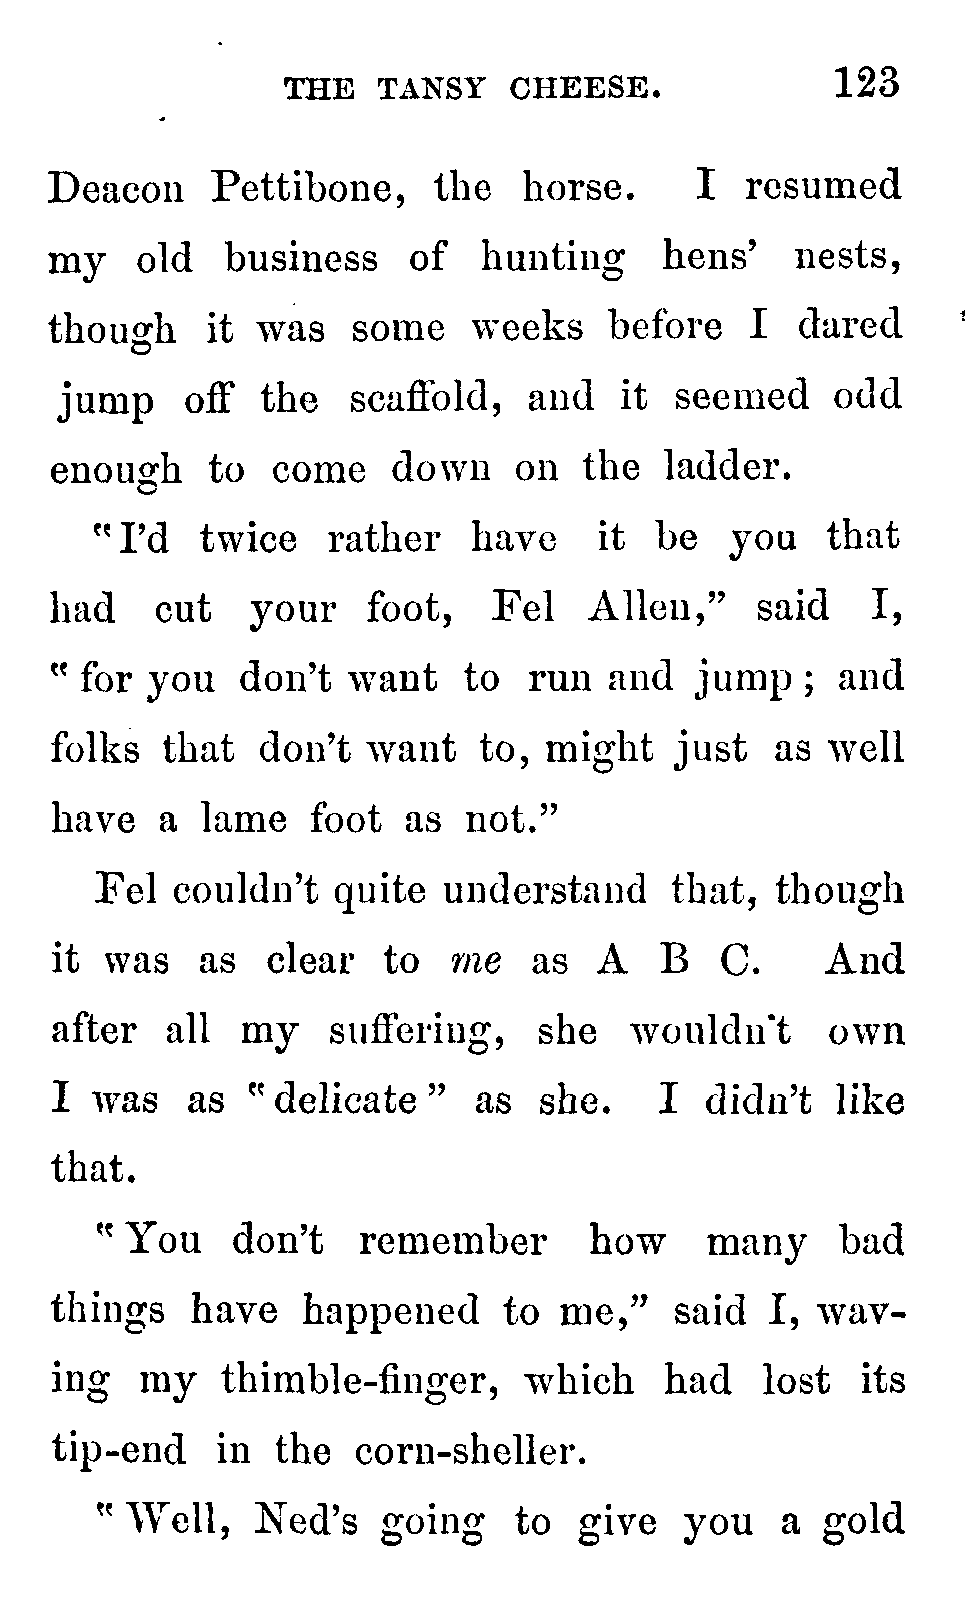 THE TANSY CHEESE. 123
Deacon Pettibone, the horse. I resumed
my old business of hunting hens' nests,
though it was some weeks before I dared
jump off the scaffold, and it seemed odd
enough to come down on the ladder.
"I'd twice rather have it be you that
had cut your foot, Fel Allen," said I,
"for you don't want to run and jump; and
folks that don't want to, might just as well
have a lame foot as not."
Fel couldn't quite understand that, though
it was as clear to me as A B C. And
after all my suffering, she wouldn't own
I was as "delicate" as she. I didn't like
that.
"You don't remember how many bad
things have happened to me," said I, wav-
ing my thimble-finger, which had lost its
tip-end in the corn-sheller.
"Well, Ned's going to give you a gold